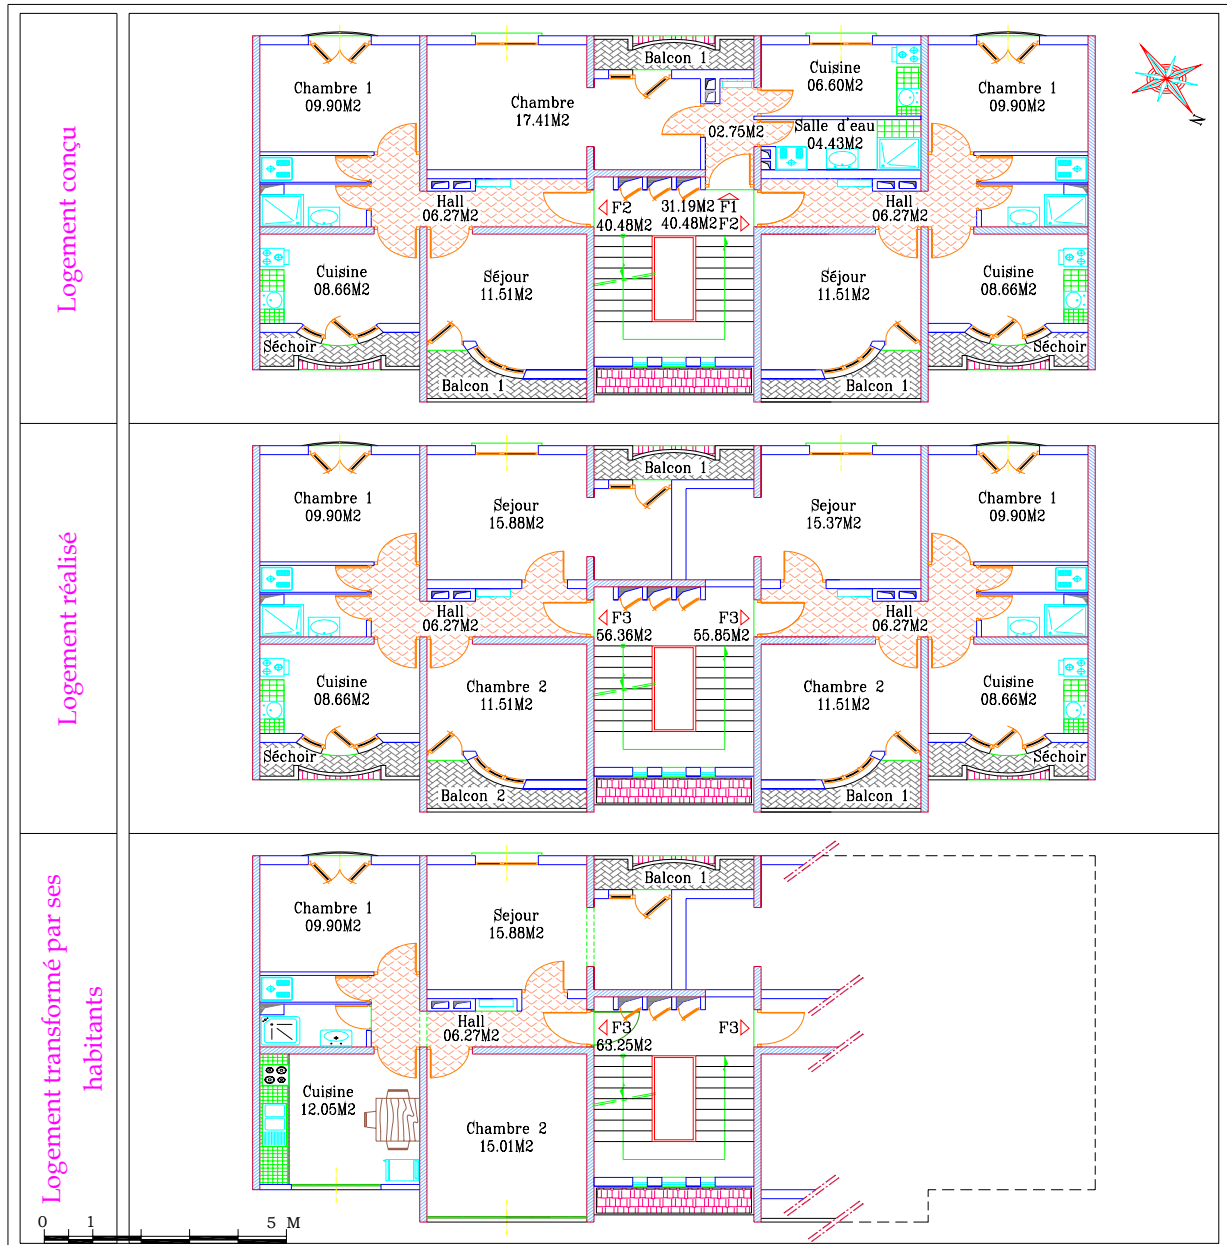 Logement conçu
Balcon 1
Chambre 1
09.90M2
Chambre
17.41M2
Cuisine
06.60M2
Chambre 1
09.90M2
N
02.75M2
Salle d'eau
04.43M2
Hall
06.27M2
F2
40.48M2
31.19M2 F1
40.48M2 F2
Hall
06.27M2
Cuisine
08.66M2
Séjour
11.51M2
Séjour
11.51M2
Cuisine
08.66M2
Séchoir
Balcon 1
Balcon 1
Séchoir
Logement réalisé
Balcon 1
Chambre 1
09.90M2
Sejour
15.88M2
Sejour
15.37M2
Chambre 1
09.90M2
Hall
06.27M2
F3
56.36M2
F3
55.85M2
Hall
06.27M2
Cuisine
08.66M2
Chambre 2
11.51M2
Chambre 2
11.51M2
Cuisine
08.66M2
Séchoir
Balcon 2
Balcon 1
Séchoir
Logement transformé par ses
habitants
Balcon 1
Chambre 1
09.90M2
Sejour
15.88M2
Hall
06.27M2
F3
63.25M2
F3
Cuisine
12.05M2
Chambre 2
15.01M2
0 1 5 M